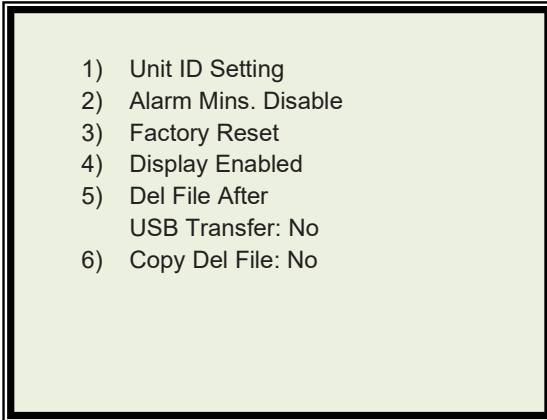 1) Unit ID Setting
2) Alarm Mins. Disable
3) Factory Reset
4) Display Enabled
5) Del File After
USB Transfer: No
6) Copy Del File: No